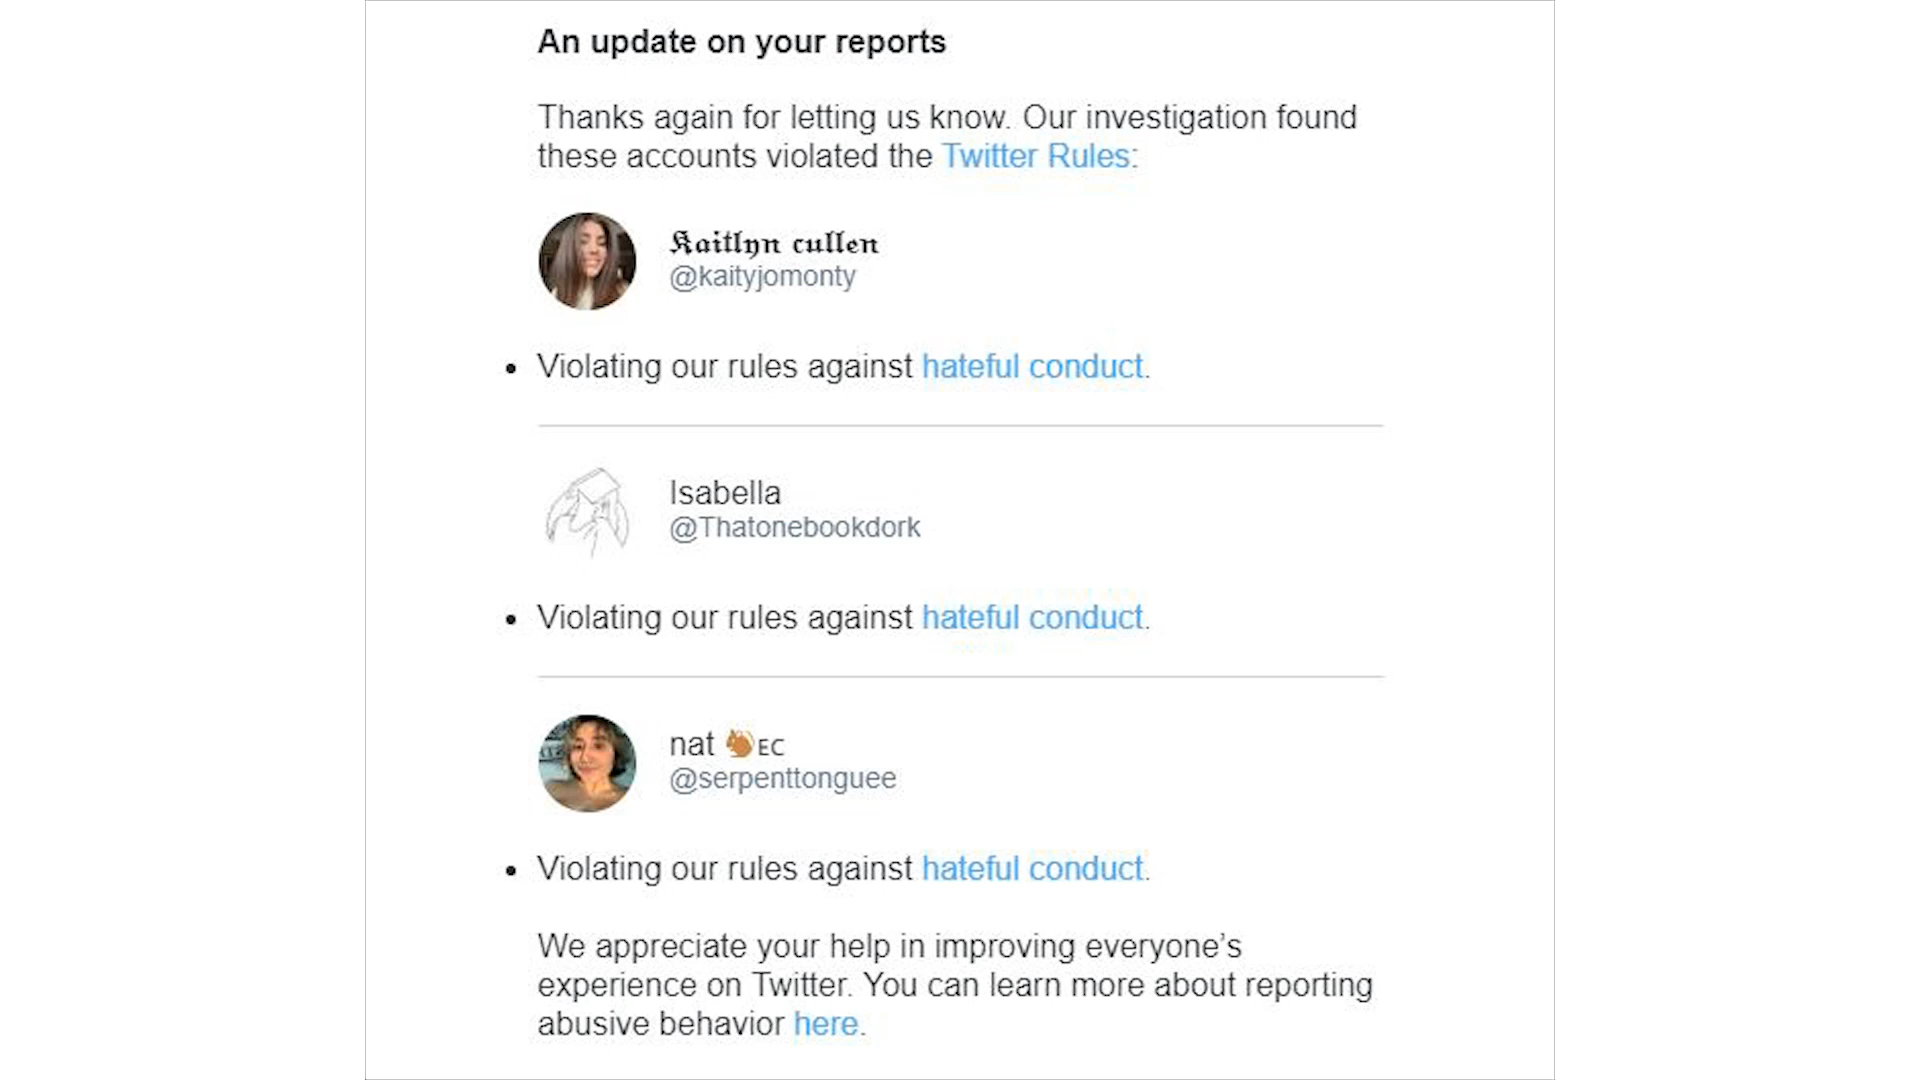 An update on your reports
Thanks again for letting us know. Our investigation found
these accounts violated the Twitter Rules:
𝕶𝖆𝖎𝖙𝖑𝖞𝖓 𝖈𝖚𝖑𝖑𝖊𝖓
@kaityjomonty
• Violating our rules against hateful conduct.
Isabella
@Thatonebookdork
• Violating our rules against hateful conduct.
nat 🐿️EC
@serpenttonguee
• Violating our rules against hateful conduct.
We appreciate your help in improving everyone’s
experience on Twitter. You can learn more about reporting
abusive behavior here.